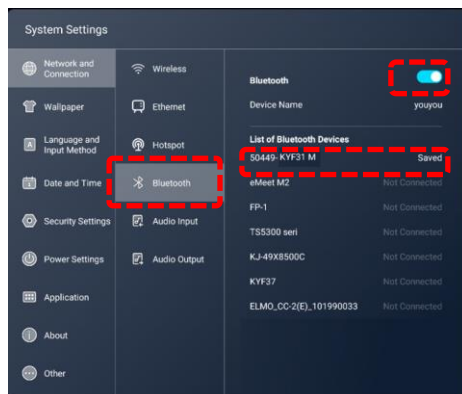 System Settings
Network and
Connection
Wallpaper
Language and
Input Method
Date and Time
Security Settings
Power Settings
Application
About
Other
Wireless
Ethernet
Hotspot
Bluetooth
Audio Input
Audio Output
Bluetooth
Device Name youyou
List of Bluetooth Devices
50449- KYF31 M Saved
eMeet M2 Not Connected
FP-1 Not Connected
TS5300 seri Not Connected
KJ-49X8500C Not Connected
KYF37 Not Connected
ELMO_CC-2(E)_101990033 Not Connected